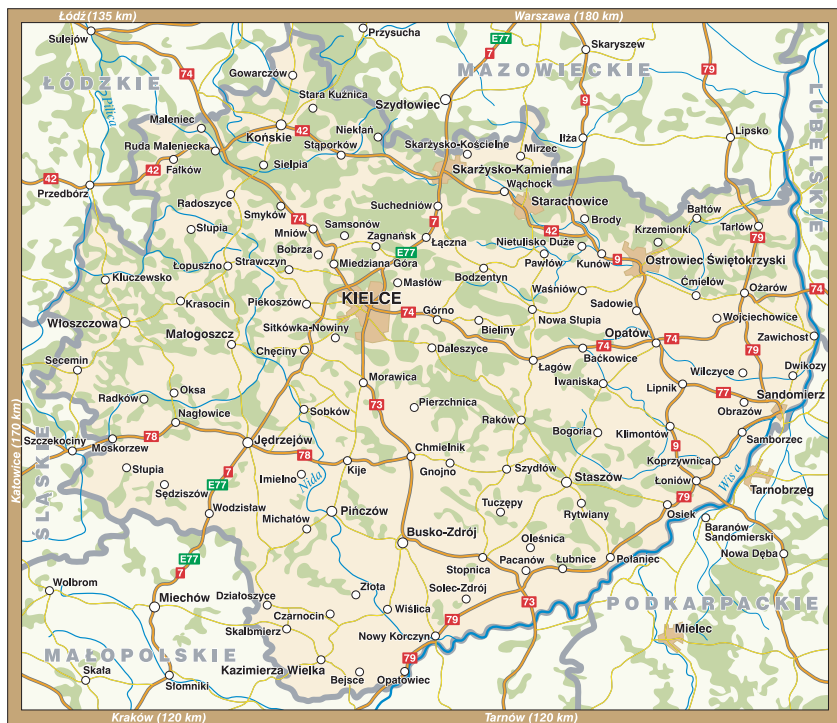 Łódź (135 km)
Warszawa (180 km)
Sulejów
Przysucha
E77
7
Skaryszew
ŁÓDZKIE
74
Gowarczów
MAZOWIECKIE
79
LUBELSKIE
Pilica
Stara Kuźnica
Szydłowiec
9
Maleniec
Końskie
42
Niekłań
Iłża
Lipsko
Ruda Maleniecka
Stąporków
Skarżysko-Kościelne
Mirzec
42
42
Fałków
Sielpia
Skarżysko-Kamienna
Przedbórz
Wąchock
Radoszyce
Suchedniów
Starachowice
Smyków
74
7
Brody
Bałtów
Słupia
Mniów
Samsonów
Łączna
42
Krzemionki
Tarłów
Zagnańsk
Nietulisko Duże
79
Bobrza
E77
Pawłów
Kunów
9
Ostrowiec Świętokrzyski
Łopuszno
Strawczyn
Miedziana Góra
Bodzentyn
Kluczewsko
Masłów
Waśniów
Ćmielów
Ożarów
74
Krasocin
Piekoszów
KIELCE
74
Górno
Nowa Słupia
Sadowie
Wojciechowice
Włoszczowa
Sitkówka-Nowiny
Bieliny
Opatów
74
Zawichost
Małogoszcz
Chęciny
Daleszyce
74
Baćkowice
79
Secemin
Łagów
Wilczyce
Dwikozy
Morawica
Iwaniska
Lipnik
77
Sandomierz
Radków
Oksa
73
Pierzchnica
Obrazów
Nagłowice
Sobków
Raków
Bogoria
Klimontów
Samborzec
Szczekociny
78
Moskorzew
Jędrzejów
Chmielnik
9
Katowice (170 km)
ŚLĄSKIE
78
Kije
Gnojno
Szydłów
Koprzywnica
Słupia
7
Imielno
Nida
Staszów
Łoniów
Wis a
Tarnobrzeg
Sędziszów
E77
79
Wodzisław
Pińczów
Tuczępy
Rytwiany
Osiek
Michałów
Baranów
Sandomierski
E77
Busko-Zdrój
Oleśnica
Nowa Dęba
7
Stopnica
Pacanów
Łubnice
Połaniec
Wolbrom
Działoszyce
Złota
Solec-Zdrój
73
Miechów
Czarnocin
Wiślica
PODKARPACKIE
Skalbmierz
79
Mielec
Nowy Korczyn
MAŁOPOLSKIE
Kazimierza Wielka
79
Skała
Słomniki
Bejsce
Opatowiec
Kraków (120 km)
Tarnów (120 km)